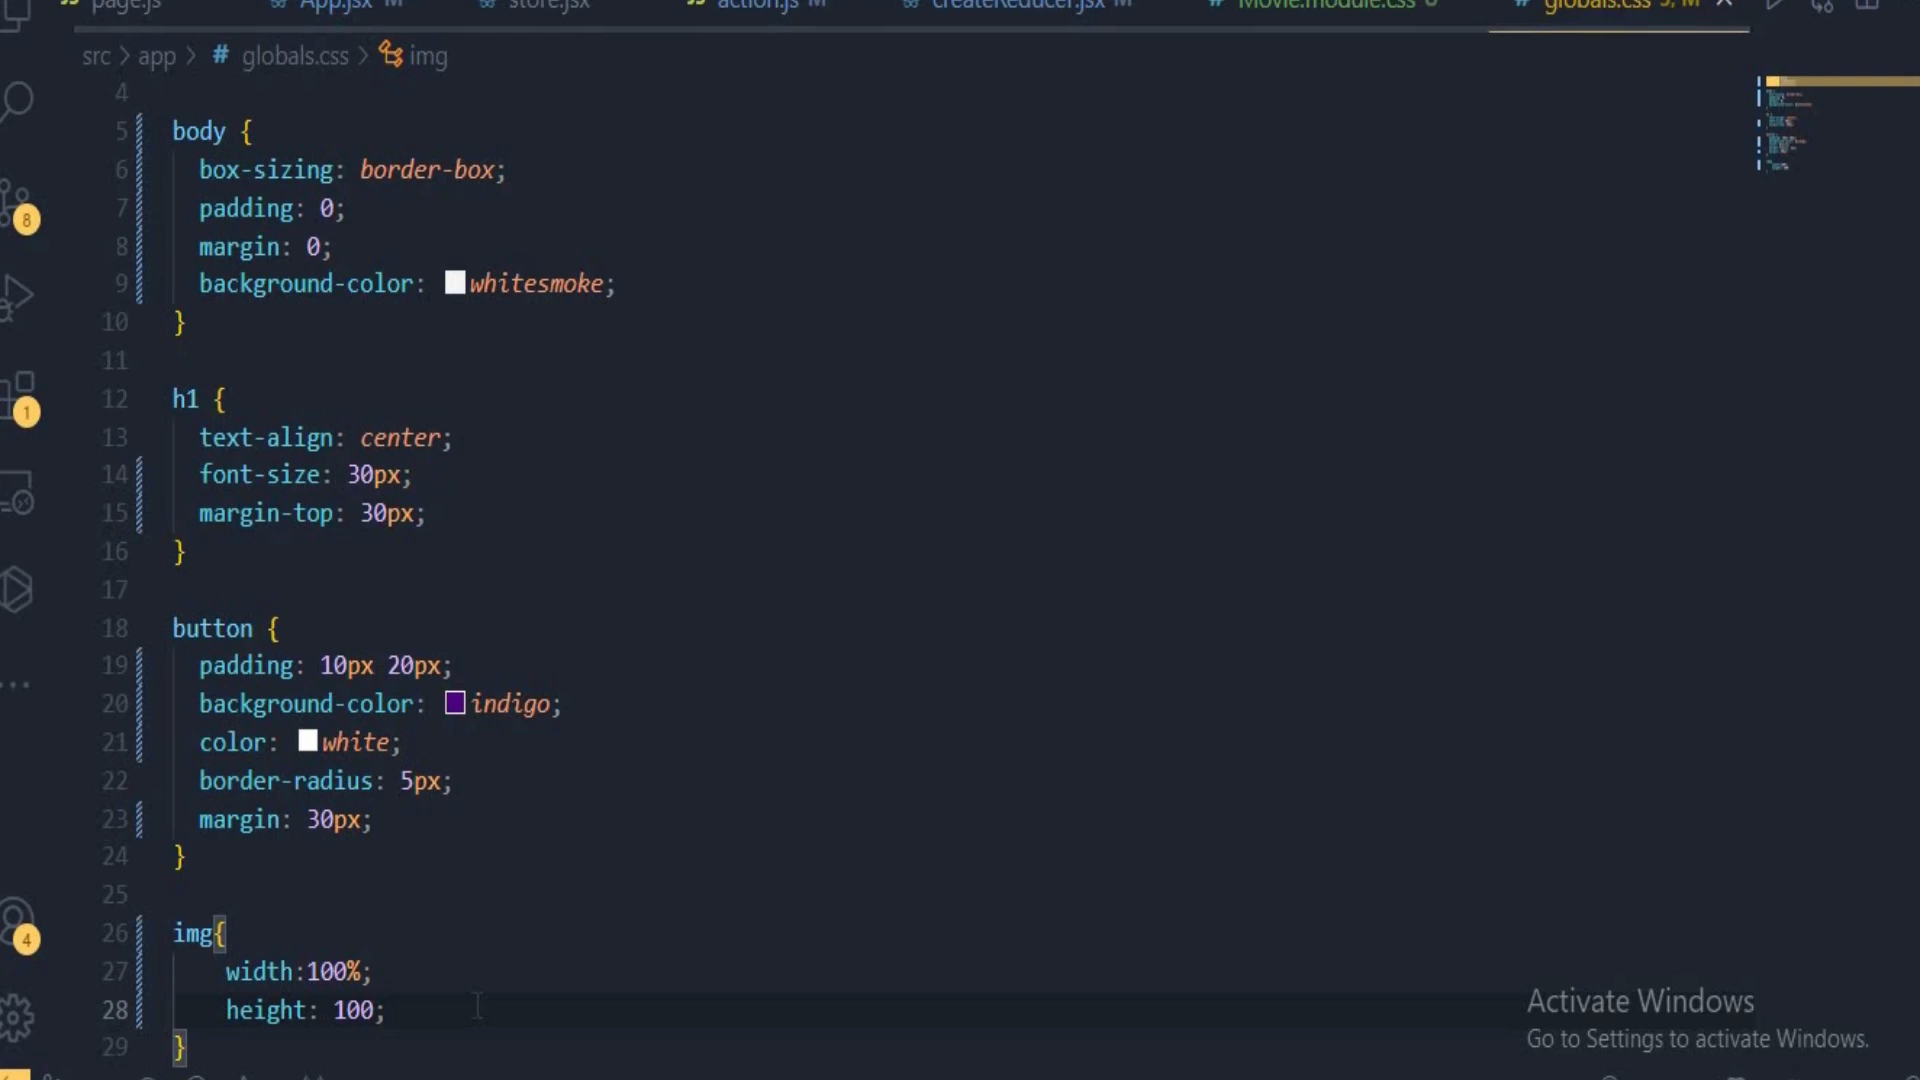 page.js App.jsx M store.jsx action.js M createReducer.jsx M Movie.module.css 6 globals.css M
src > app > # globals.css > img
4
5 body {
6 box-sizing: border-box;
7 padding: 0;
8 margin: 0;
9 background-color: whitesmoke;
10 }
11
12 h1 {
13 text-align: center;
14 font-size: 30px;
15 margin-top: 30px;
16 }
17
18 button {
19 padding: 10px 20px;
20 background-color: indigo;
21 color: white;
22 border-radius: 5px;
23 margin: 30px;
24 }
25
26 img{
27 width:100%;
28 height: 100;
29 }
8
1
4
Activate Windows
Go to Settings to activate Windows.